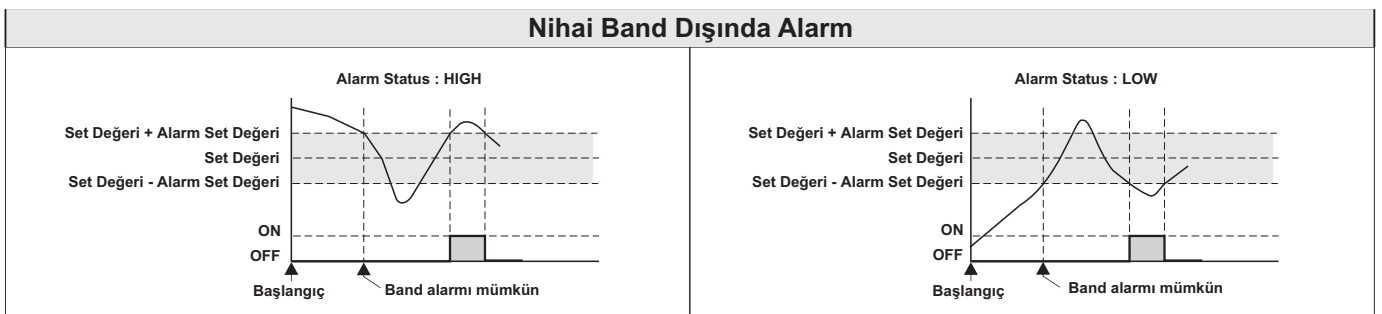 Nihai Band Dışında Alarm
Alarm Status : HIGH
Set Değeri + Alarm Set Değeri
Set Değeri
Set Değeri - Alarm Set Değeri
ON
OFF
Başlangıç
Band alarmı mümkün
Alarm Status : LOW
Set Değeri + Alarm Set Değeri
Set Değeri
Set Değeri - Alarm Set Değeri
ON
OFF
Başlangıç
Band alarmı mümkün